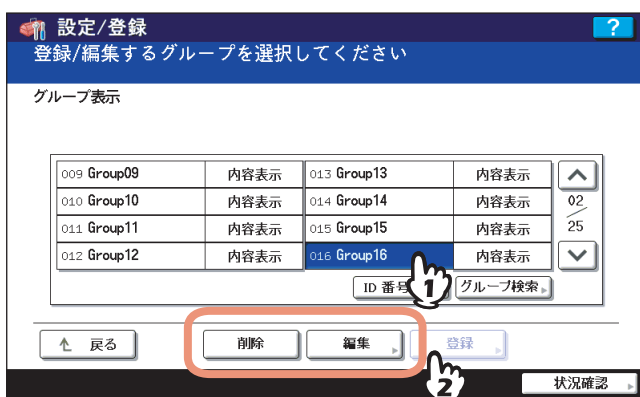 設定/登録
?
登録/編集するグループを選択してください
グループ表示
009 Group09 内容表示 013 Group13 内容表示
010 Group10 内容表示 014 Group14 内容表示 02
011 Group11 内容表示 015 Group15 内容表示 25
012 Group12 内容表示 016 Group16 内容表示
ID 番号 1 グループ検索
戻る 削除 編集 登録
2
状況確認